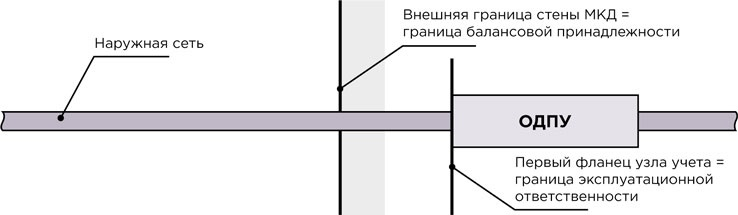 Внешняя граница стены МКД =
граница балансовой принадлежности
Наружная сеть
ОДПУ
Первый фланец узла учета =
граница эксплуатационной
ответственности